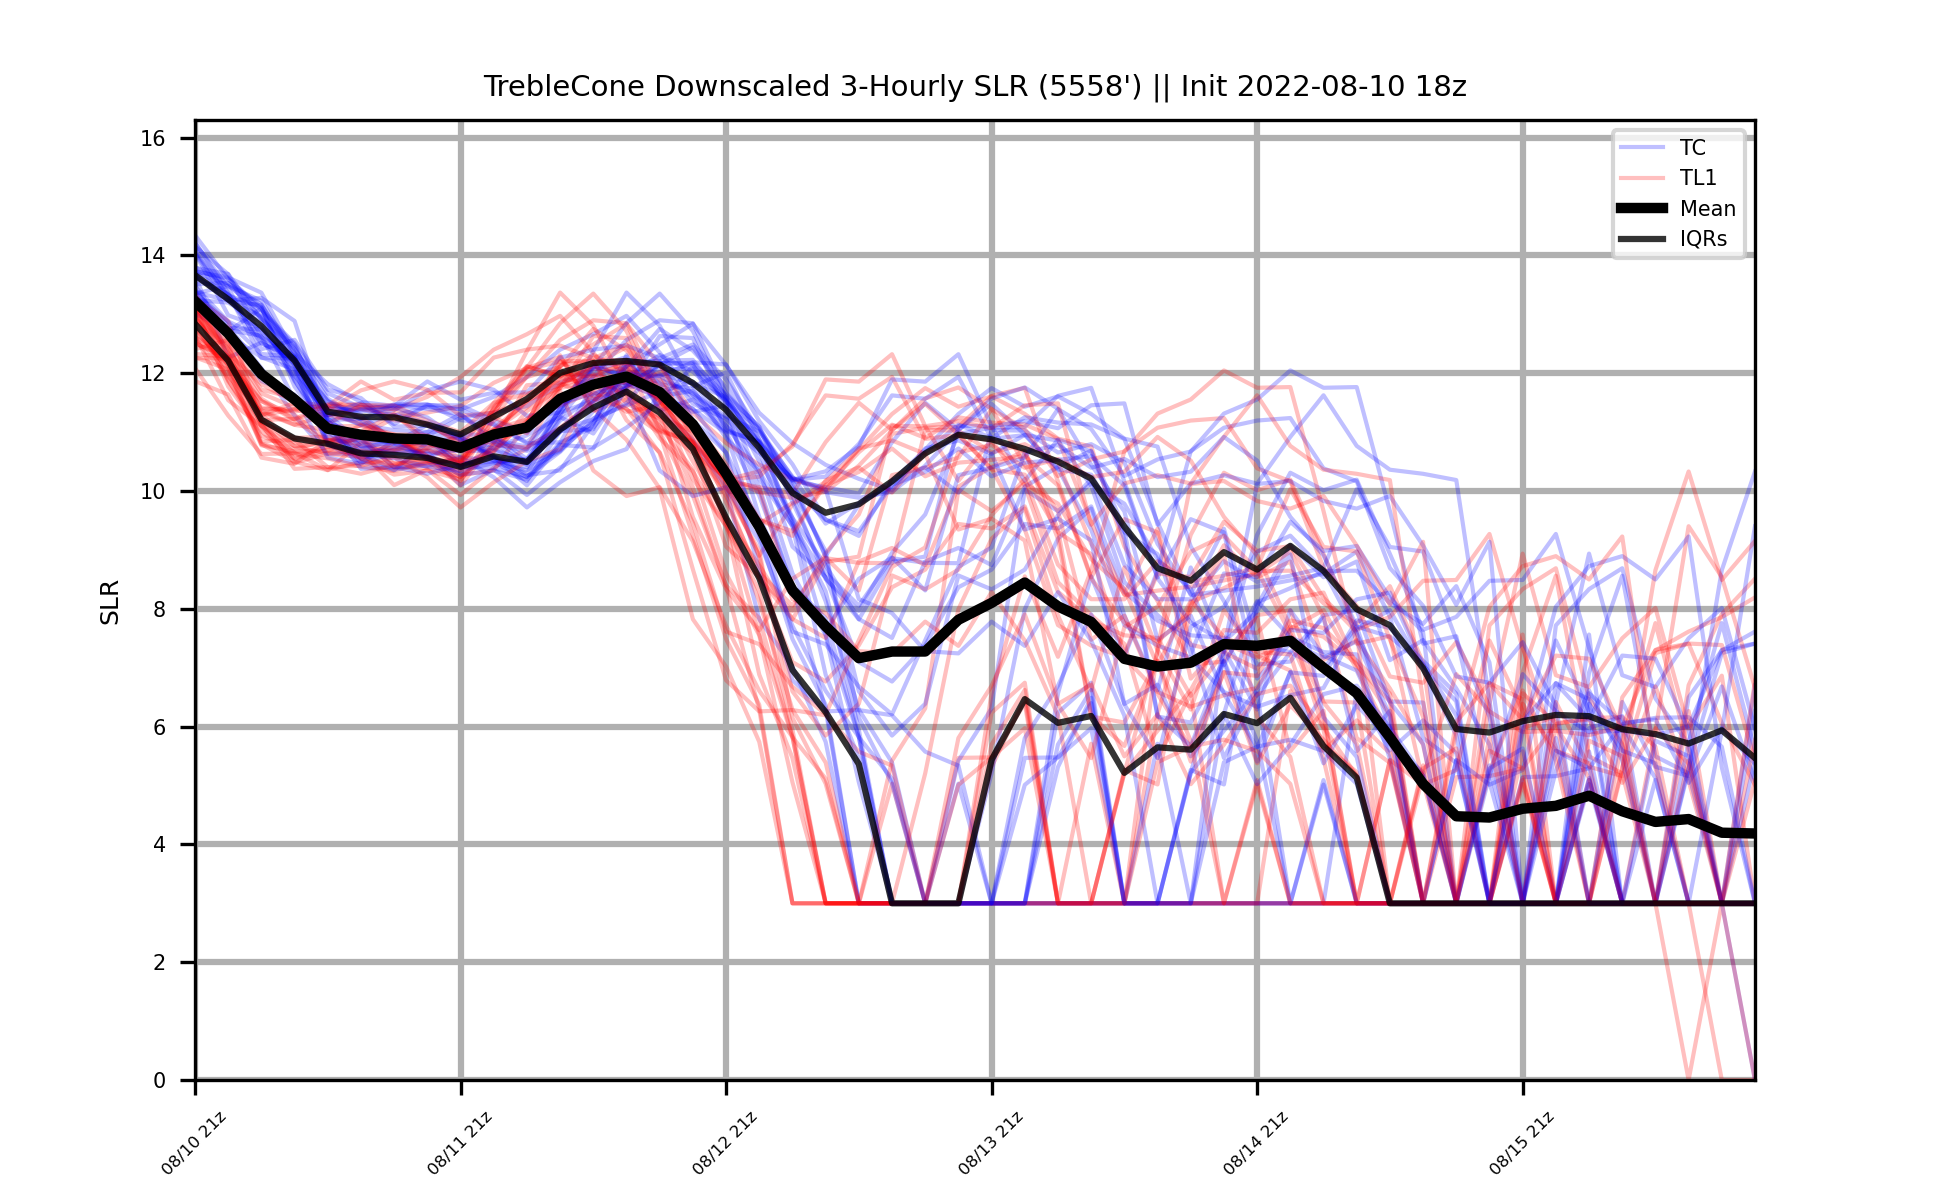 TrebleCone Downscaled 3-Hourly SLR (5558') || Init 2022-08-10 18z
16
14
12
10
8
6
4
2
0
SLR
TC
TL1
Mean
IQRs
08/10 21z
08/11 21z
08/12 21z
08/13 21z
08/14 21z
08/15 21z